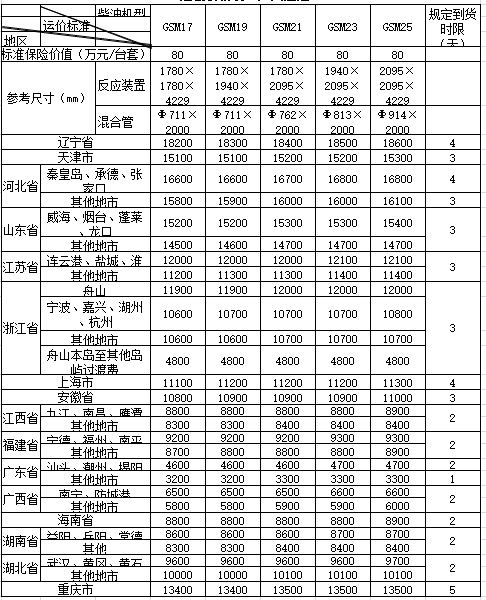 柴油机型 GSM17 GSM19 GSM21 GSM23 GSM25 规定到货
运价标准 时限
地区 (天)
标准保险价值(万元/台套) 80 80 80 80 80
参考尺寸(mm) 反应装置 1780× 1780× 1780× 1940× 2095×
1780× 1940× 2095× 2095× 2095×
4229 4229 4229 4229 4229
混合管 Φ711× Φ711× Φ762× Φ813× Φ914×
2000 2000 2000 2000 2000
辽宁省 18200 18300 18400 18500 18600 4
天津市 15100 15100 15200 15200 15300 3
河北省 秦皇岛、承德、张
家口 16600 16600 16700 16800 16800 4
其他地市 15800 15900 16000 16000 16100 3
山东省 威海、烟台、蓬莱
、龙口 15200 15200 15300 15300 15400 3
其他地市 14500 14600 14700 14700 14700
江苏省 连云港、盐城、淮 12000 12000 12000 12100 12100 3
其他地市 11200 11300 11300 11400 11400
浙江省 舟山 11900 11900 12000 12000 12000 3
宁波、嘉兴、湖州
、杭州 10600 10700 10700 10700 10800
其他地市 10600 10600 10700 10700 10700
舟山本岛至其他岛
屿过渡费 4800 4800 4800 4800 4800
上海市 11100 11200 11200 11200 11300 4
安徽省 10800 10900 10900 10900 11000 3
江西省 九江、南昌、鹰潭 8800 8800 8800 8800 8900 2
其他地市 8300 8300 8400 8400 8400
福建省 宁德、福州、南平 9200 9200 9200 9300 9300 2
其他地市 8700 8800 8800 8800 8900
广东省 汕头、潮州、揭阳 4600 4600 4600 4700 4700 2
其他地市 3200 3200 3300 3300 3300 1
广西省 南宁、防城港 6500 6500 6600 6600 6600 2
其他地市 5800 5800 5900 5900 6000
海南省 8800 8800 8800 8800 8900 2
湖南省 益阳、岳阳、常德 8600 8600 8600 8700 8700 2
其他 8300 8300 8400 8400 8400
湖北省 武汉、黄冈、黄石 9600 9600 9600 9600 9700 2
其他地市 10000 10000 10100 10100 10100
重庆市 13400 13400 13500 13500 13500 5